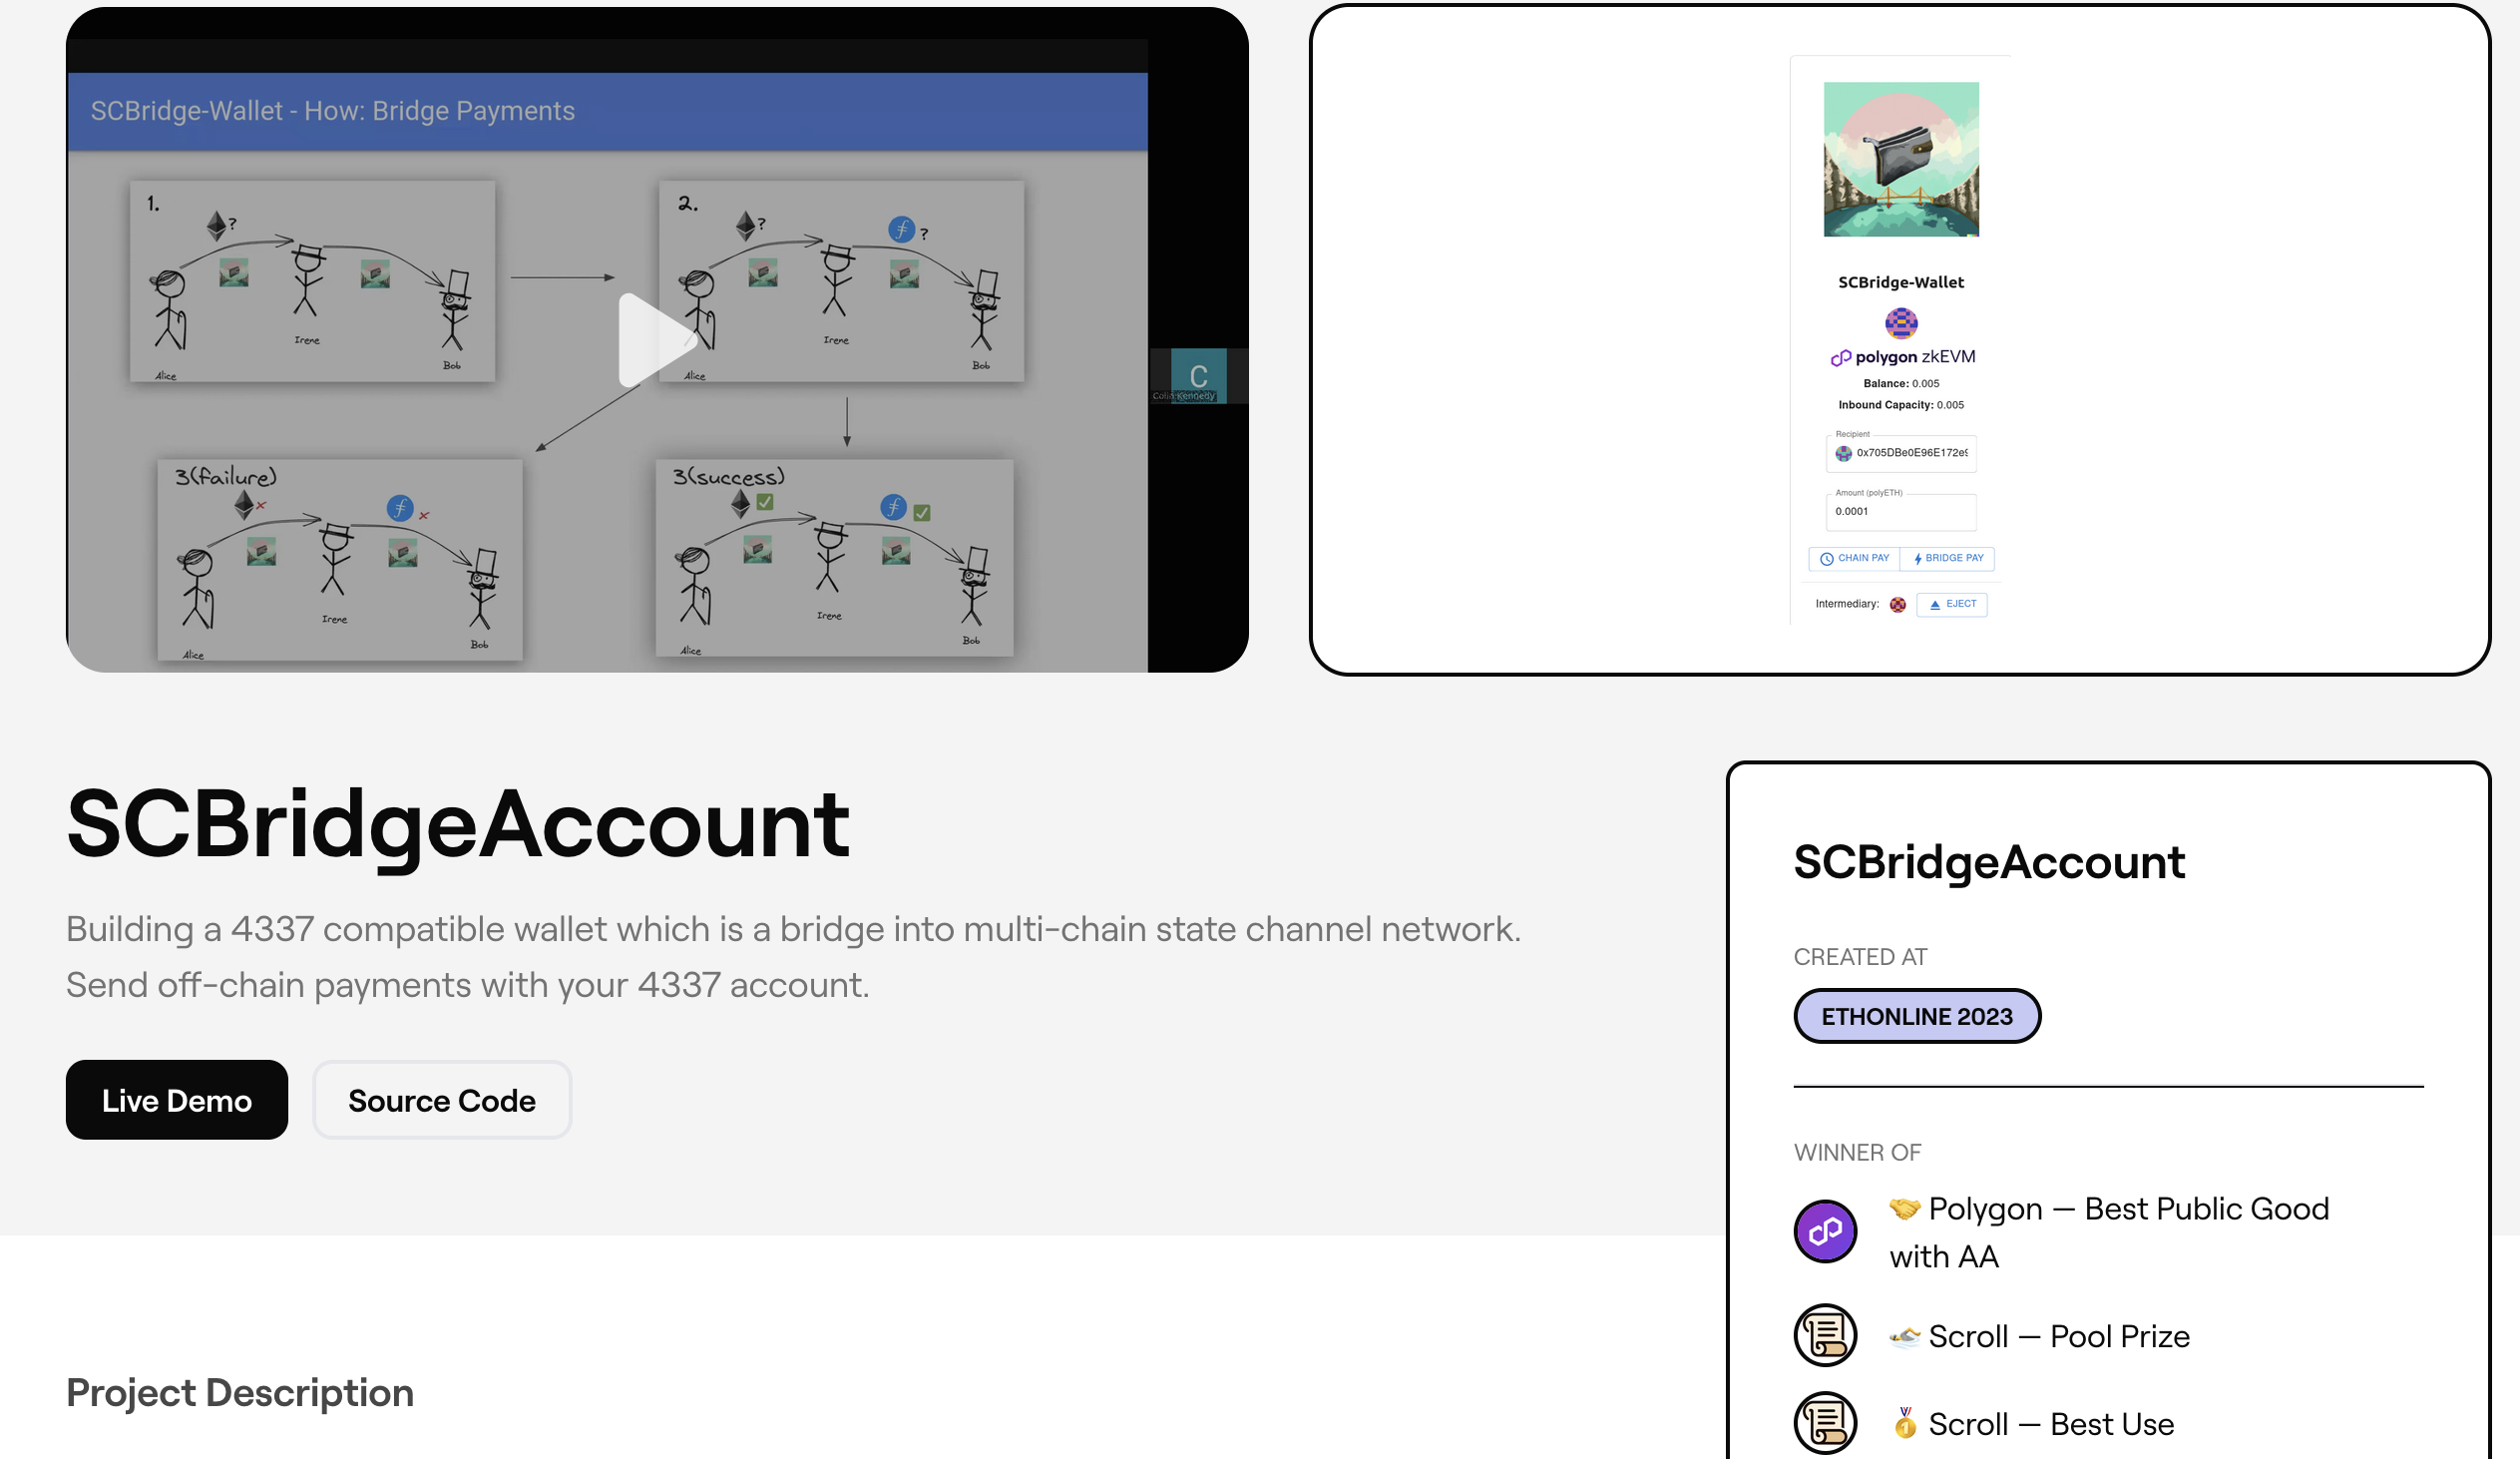 SCBridge-Wallet - How: Bridge Payments
1.
?
Irene
Alice
Bob
2.
?
?
Irene
Alice
Bob
3(failure)
Irene
Alice
Bob
3(success)
Irene
Alice
Bob
C
Colin Kennedy
SCBridge-Wallet
polygon zkEVM
Balance: 0.005
Inbound Capacity: 0.005
Recipient
0x705DBe0E96E172e9
Amount (polyETH)
0.0001
CHAIN PAY
BRIDGE PAY
Intermediary:
EJECT
SCBridgeAccount
Building a 4337 compatible wallet which is a bridge into multi-chain state channel network.
Send off-chain payments with your 4337 account.
Live Demo
Source Code
Project Description
SCBridgeAccount
CREATED AT
ETHONLINE 2023
WINNER OF
🤝 Polygon — Best Public Good
with AA
🏊 Scroll — Pool Prize
🥇 Scroll — Best Use